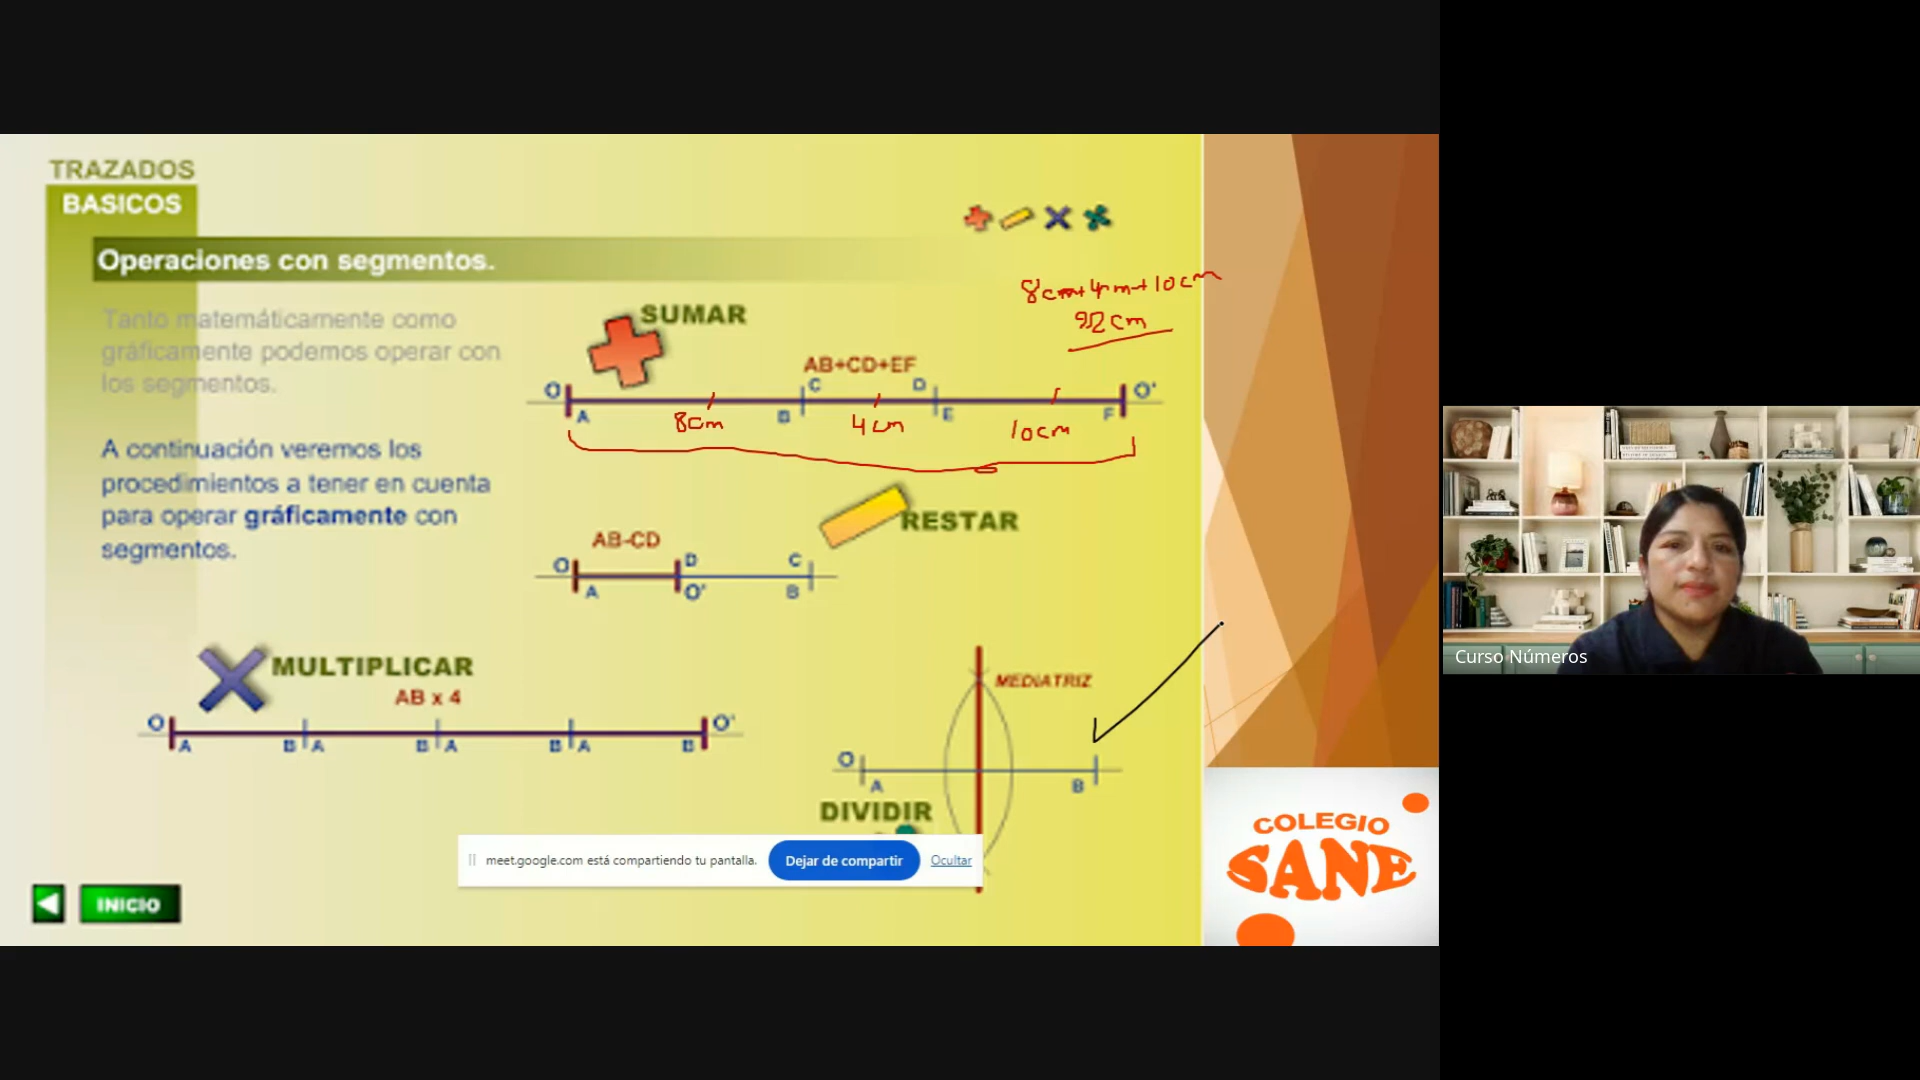 TRAZADOS
BASICOS
Operaciones con segmentos.
Tanto matemáticamente como
gráficamente podemos operar con
los segmentos.
A continuación veremos los
procedimientos a tener en cuenta
para operar gráficamente con
segmentos.
SUMAR
8cm+4m+10cm
92cm
AB+CD+EF
O C D O'
A B E F
8cm 4cm 10cm
RESTAR
AB-CD
O D C
A O' B
MULTIPLICAR
AB x 4
O O'
A B A B A B A B
MEDIATRIZ
O
A B
DIVIDIR
meet.google.com está compartiendo tu pantalla. Dejar de compartir Ocultar
INICIO
COLEGIO
SANE
Curso Números